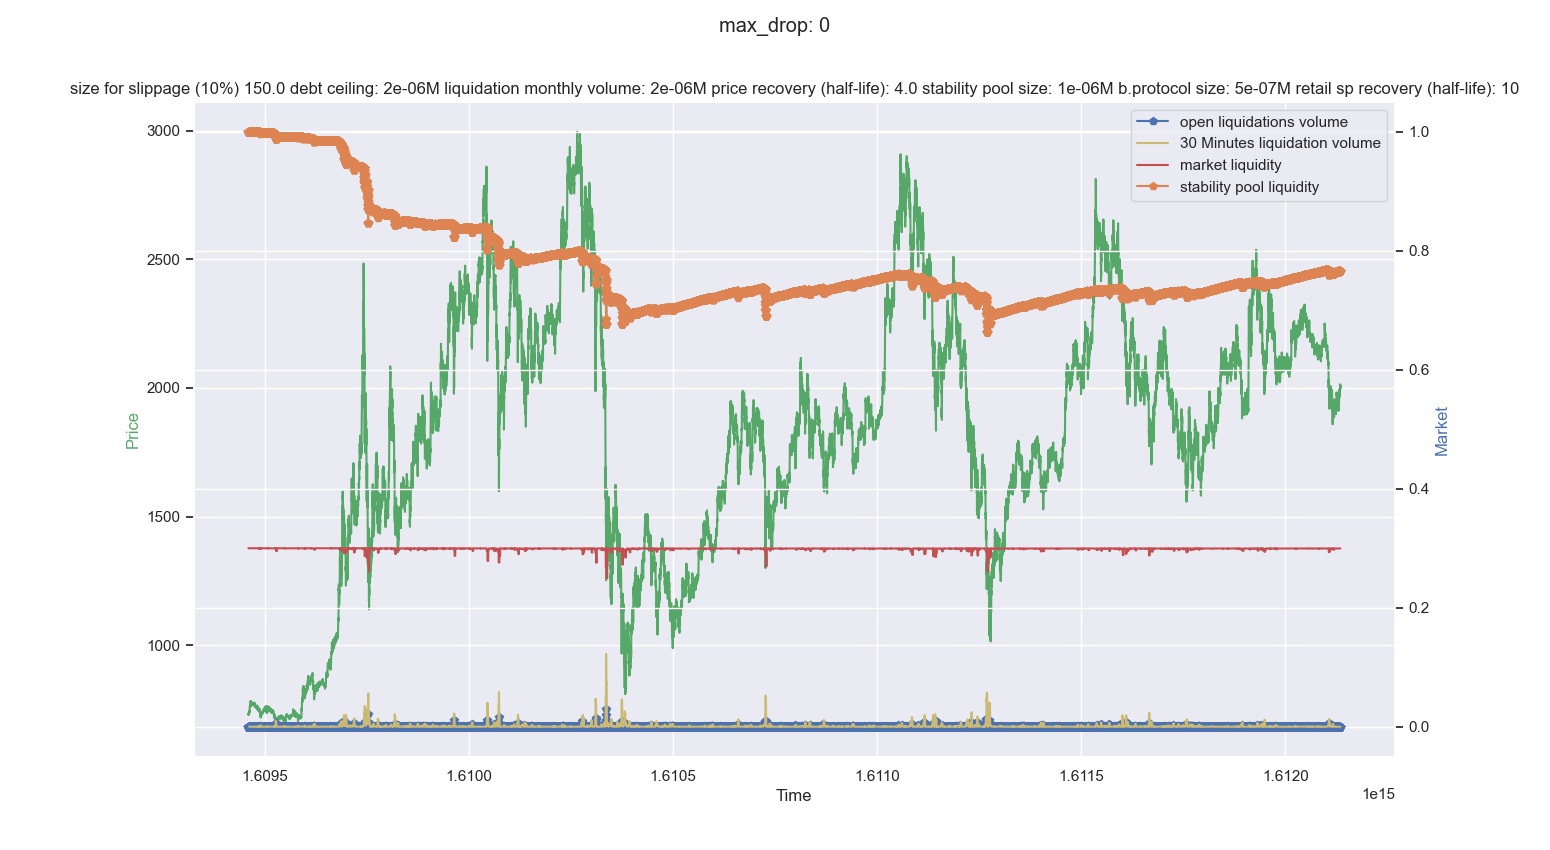 max_drop: 0
size for slippage (10%) 150.0 debt ceiling: 2e-06M liquidation monthly volume: 2e-06M price recovery (half-life): 4.0 stability pool size: 1e-06M b.protocol size: 5e-07M retail sp recovery (half-life): 10
open liquidations volume
30 Minutes liquidation volume
market liquidity
stability pool liquidity
3000
2500
2000
1500
1000
Price
1.0
0.8
0.6
0.4
0.2
0.0
Market
1.6095 1.6100 1.6105 1.6110 1.6115 1.6120
Time
1e15